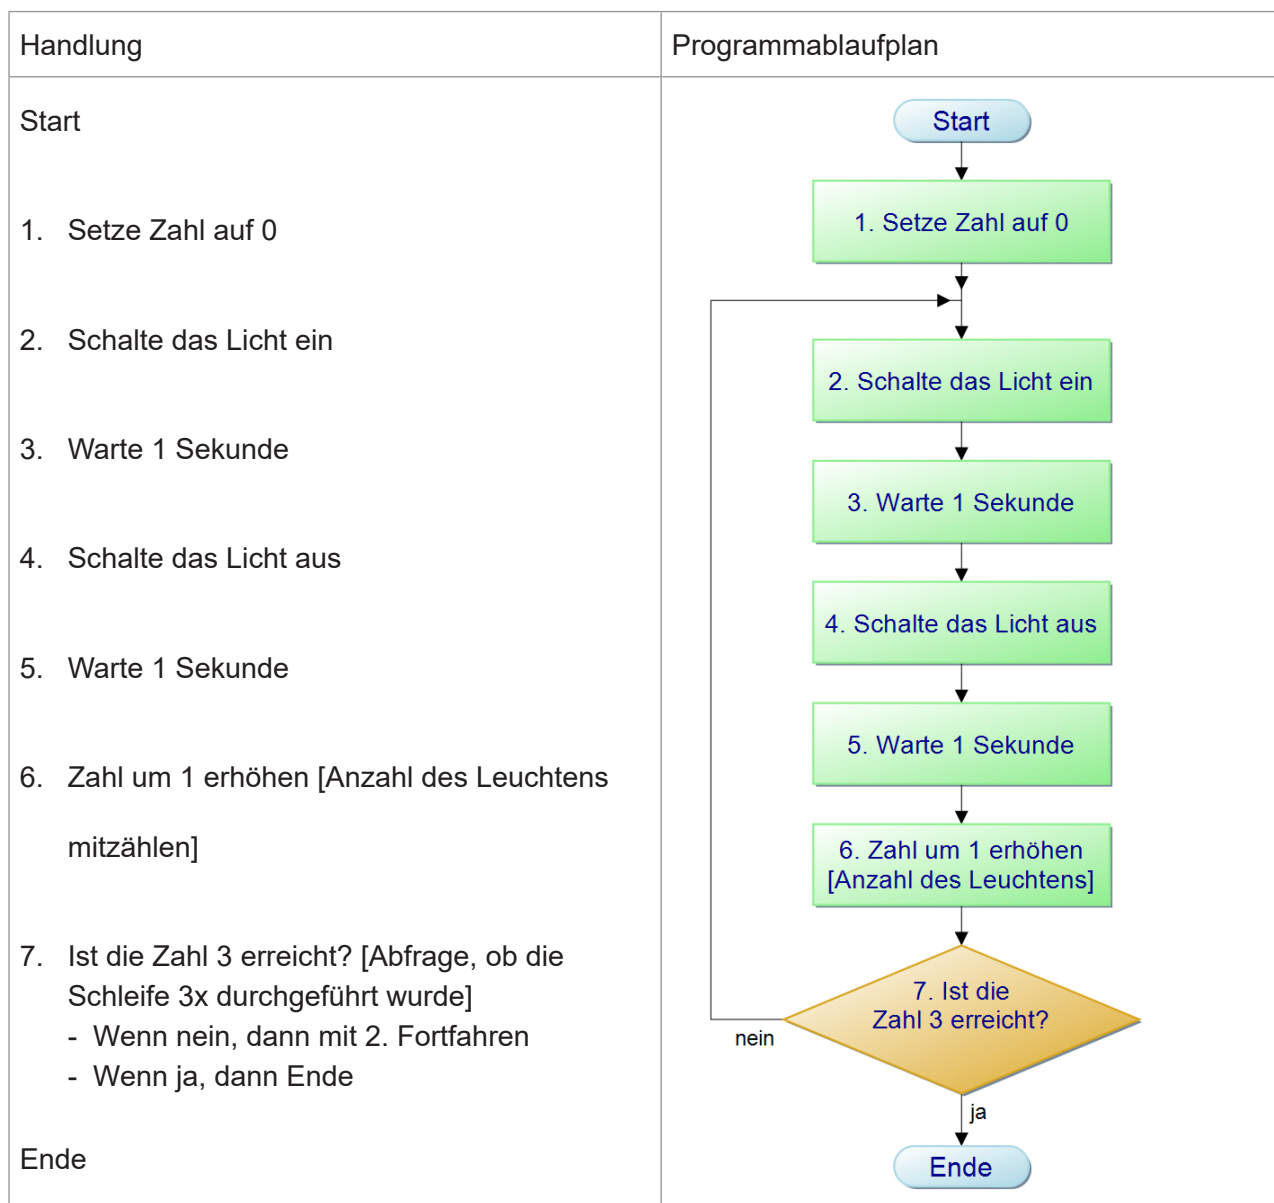 Handlung
Start
1. Setze Zahl auf 0
2. Schalte das Licht ein
3. Warte 1 Sekunde
4. Schalte das Licht aus
5. Warte 1 Sekunde
6. Zahl um 1 erhöhen [Anzahl des Leuchtens
mitzählen]
7. Ist die Zahl 3 erreicht? [Abfrage, ob die
Schleife 3x durchgeführt wurde]
- Wenn nein, dann mit 2. Fortfahren
- Wenn ja, dann Ende
Ende
Programmablaufplan
Start
1. Setze Zahl auf 0
2. Schalte das Licht ein
3. Warte 1 Sekunde
4. Schalte das Licht aus
5. Warte 1 Sekunde
6. Zahl um 1 erhöhen
[Anzahl des Leuchtens]
7. Ist die
Zahl 3 erreicht?
nein
ja
Ende